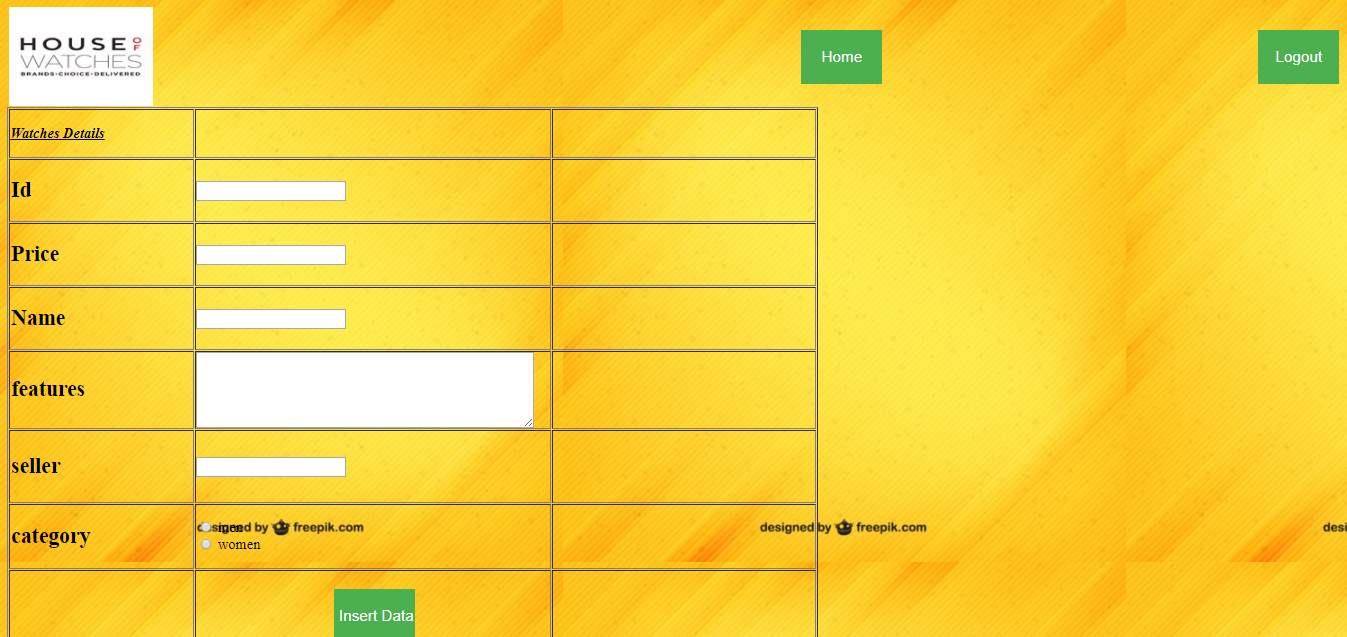 HOUSE OF
WATCHES
BRANDS•CHOICE•DELIVERED
Home
Logout
Watches Details
Id
Price
Name
features
seller
category
men
designed by freepik.com
designed by freepik.com
desi
women
Insert Data